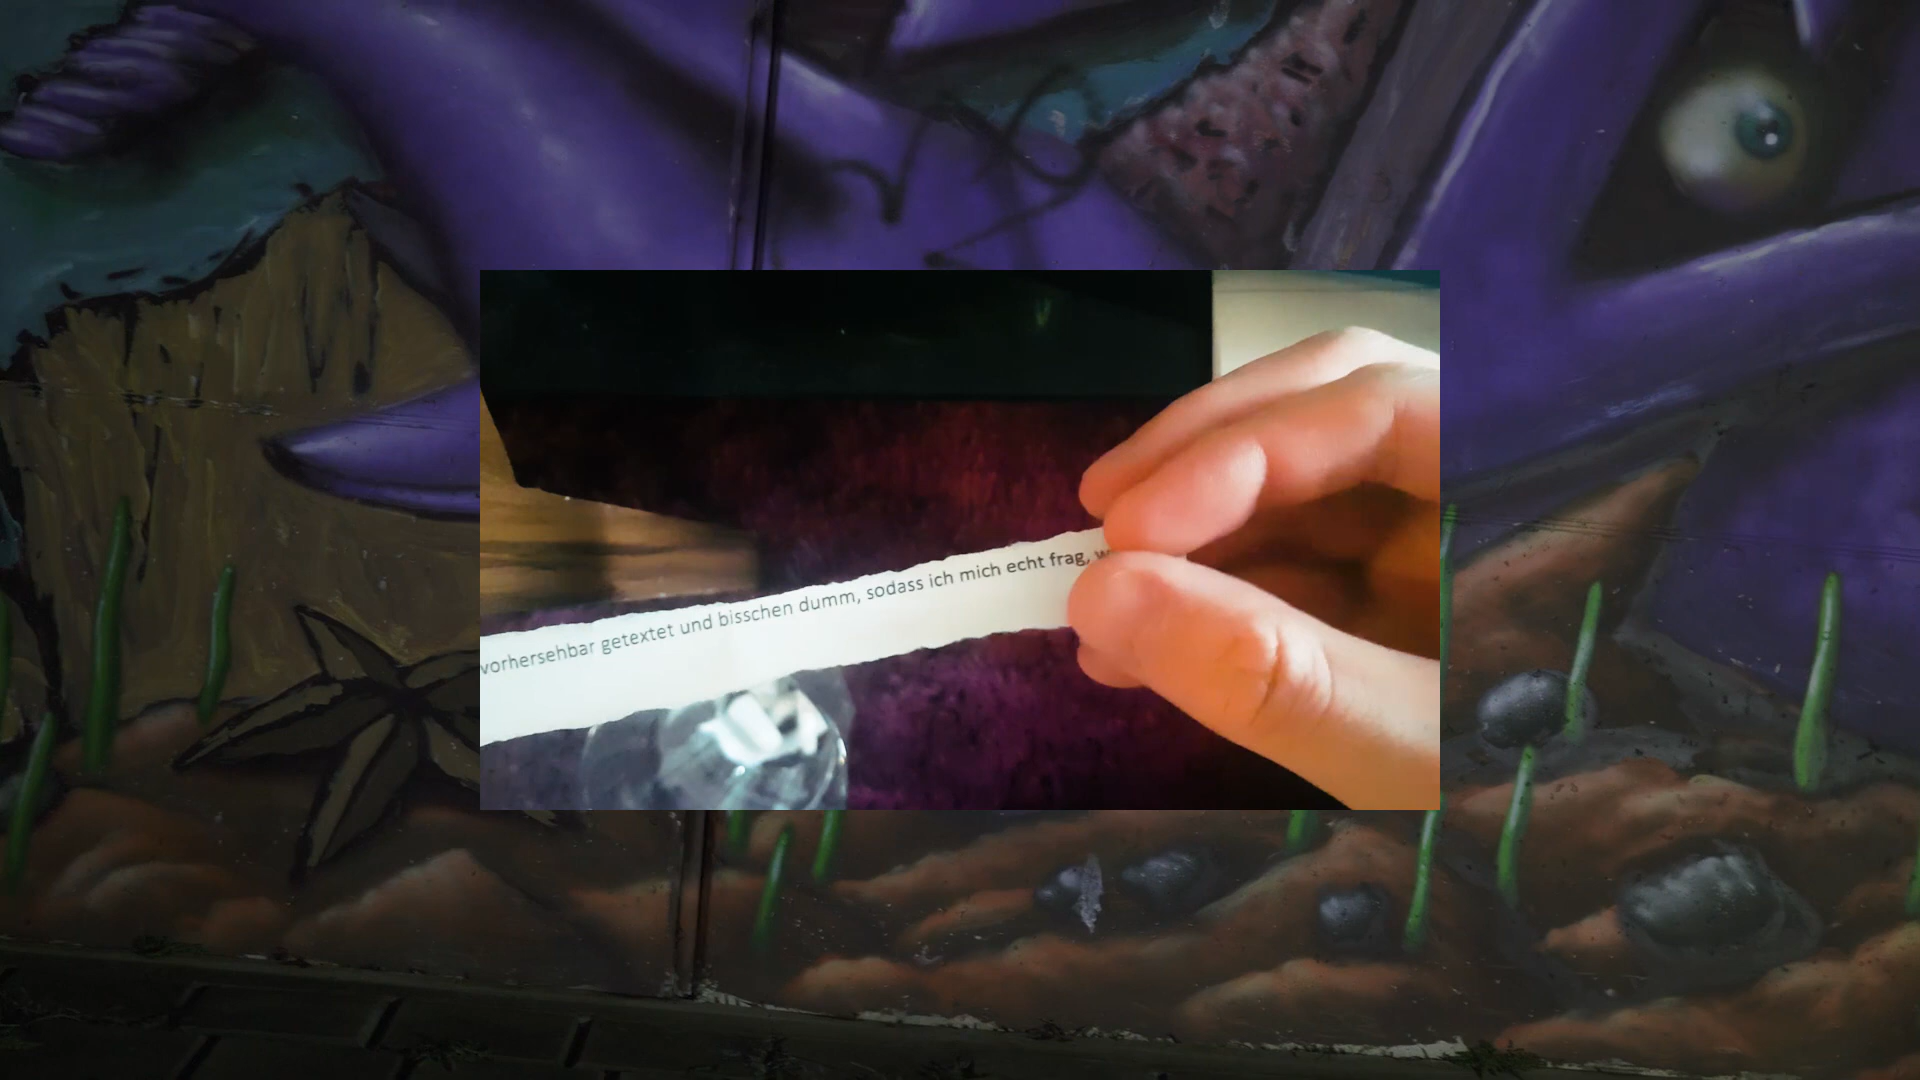 vorhersehbar getextet und bisschen dumm, sodass ich mich echt frag,